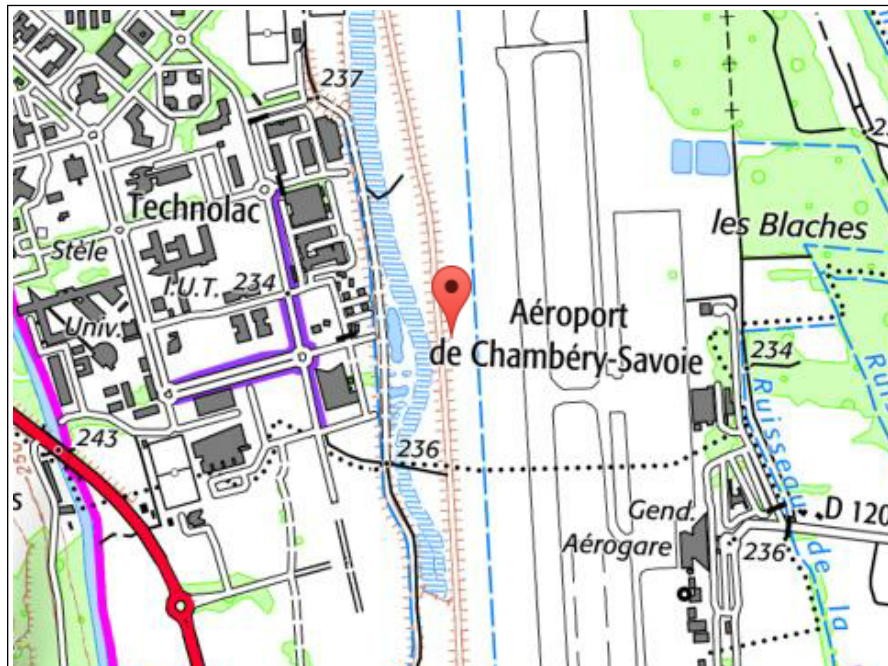 237
Technolac
les Blaches
Stèle
I.U.T.
234
Univ.
Aéroport
de Chambéry-Savoie
234
243
236
Ruisseau de la
Gend.
D 120
Aérogare
236